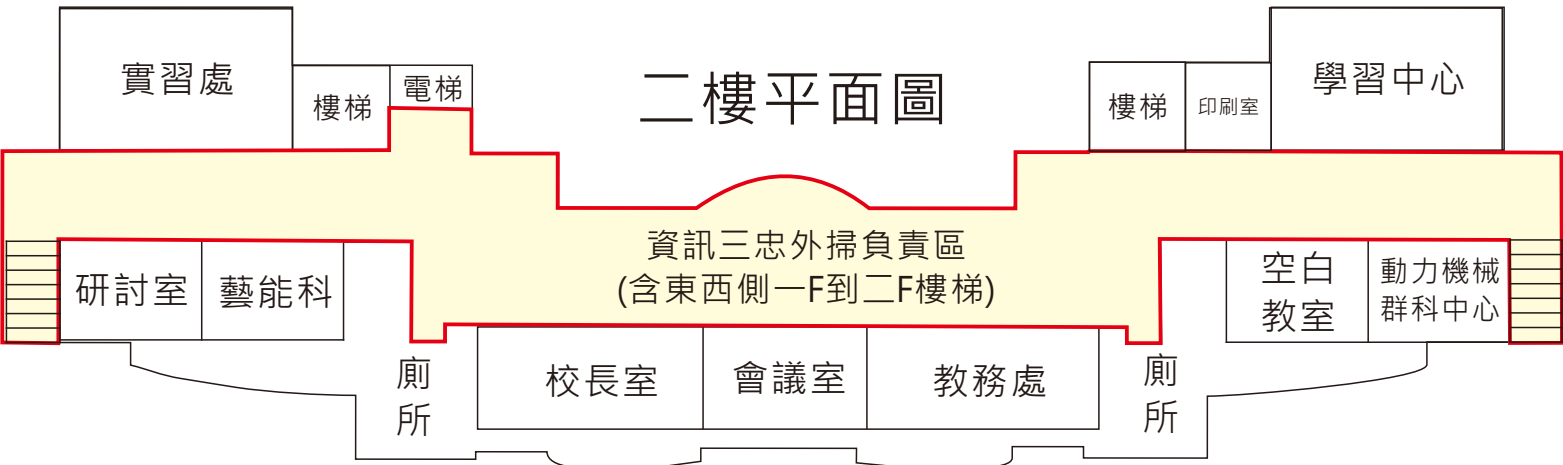 二樓平面圖
實習處
樓梯
電梯
樓梯
印刷室
學習中心
資訊三忠外掃負責區
(含東西側一F到二F樓梯)
研討室
藝能科
空白
教室
動力機械
群科中心
廁所
校長室
會議室
教務處
廁所